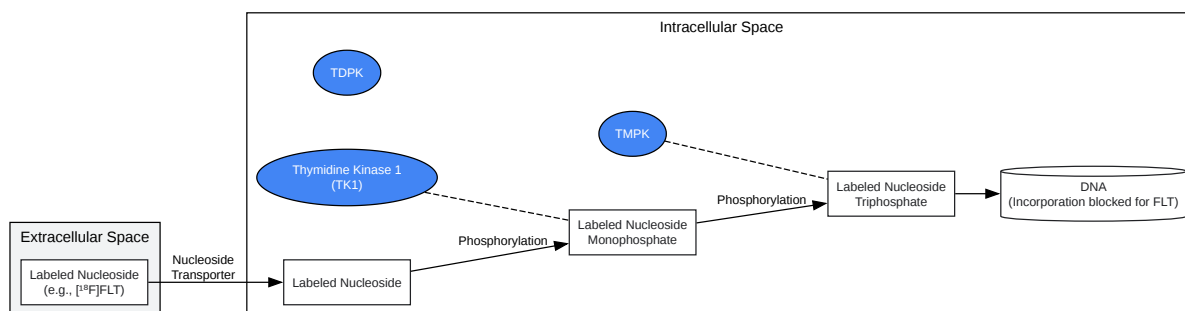 Intracellular Space
TDPK
TMPK
Thymidine Kinase 1
(TK1)
Labeled Nucleoside
Triphosphate
DNA
(Incorporation blocked for FLT)
Phosphorylation
Labeled Nucleoside
Monophosphate
Phosphorylation
Extracellular Space
Labeled Nucleoside
(e.g., [¹⁸F]FLT)
Nucleoside
Transporter
Labeled Nucleoside